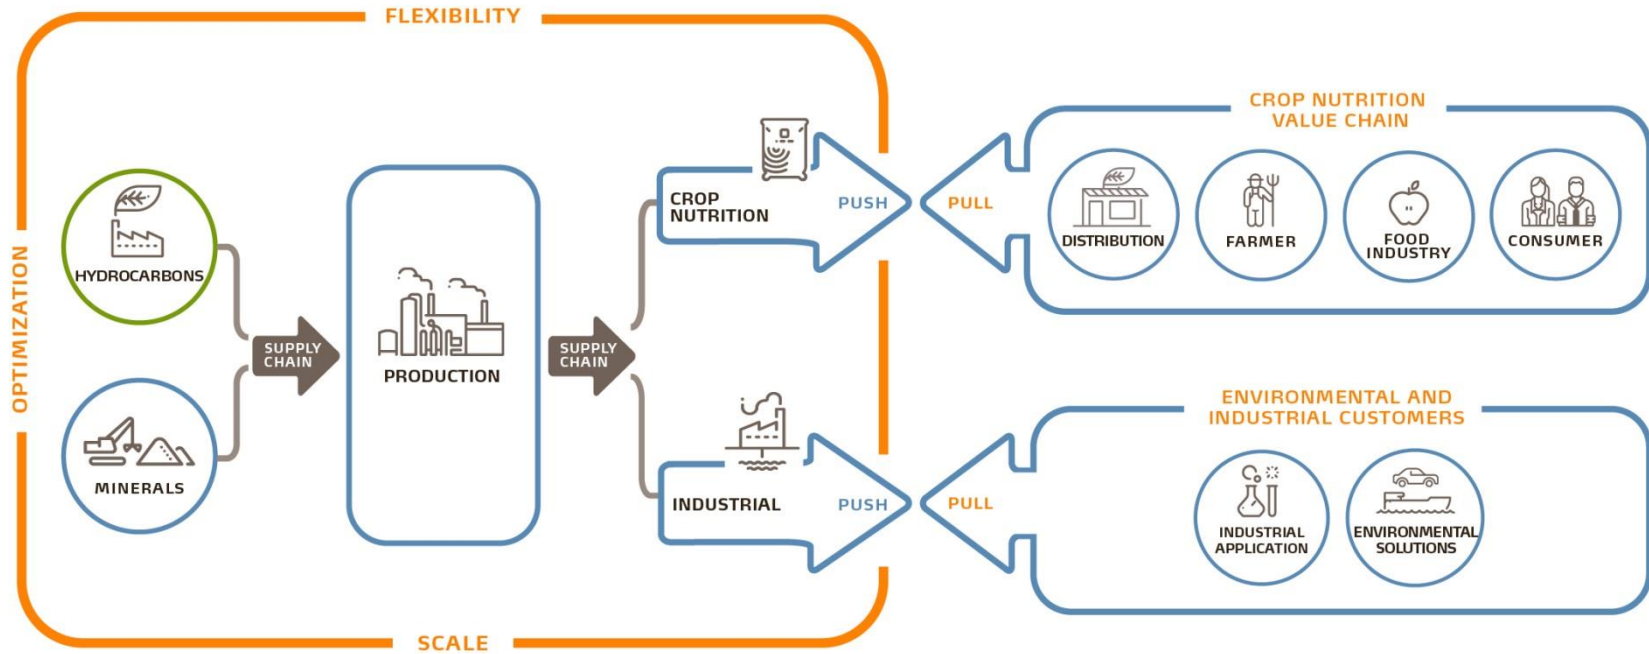 FLEXIBILITY
OPTIMIZATION
HYDROCARBONS
MINERALS
SUPPLY
CHAIN
PRODUCTION
SUPPLY
CHAIN
CROP
NUTRITION
PUSH
INDUSTRIAL
PUSH
SCALE
PULL
CROP NUTRITION
VALUE CHAIN
DISTRIBUTION
FARMER
FOOD
INDUSTRY
CONSUMER
PULL
ENVIRONMENTAL AND
INDUSTRIAL CUSTOMERS
INDUSTRIAL
APPLICATION
ENVIRONMENTAL
SOLUTIONS